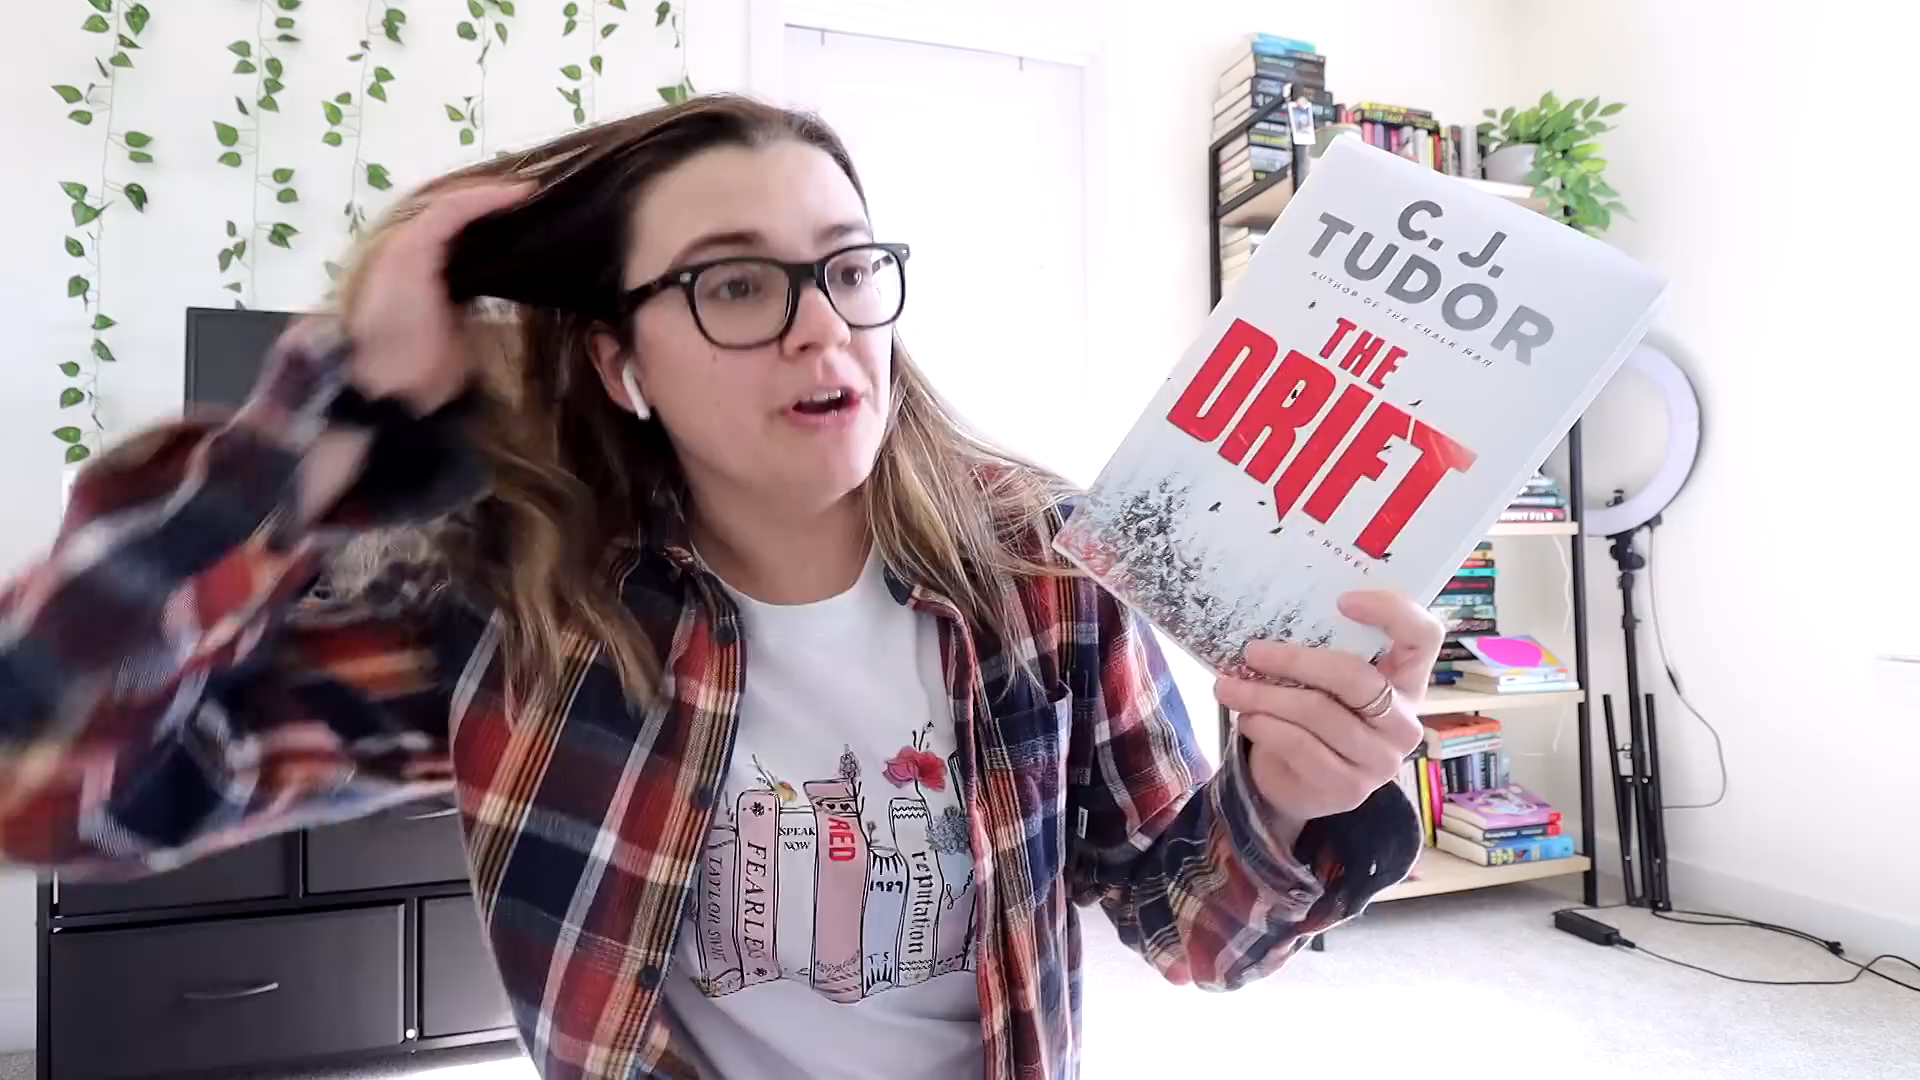 C. J.
TUDOR
AUTHOR OF THE CHALK MAN
THE
DRIFT
A NOVEL
TAYLOR SWIFT
FEARLESS
SPEAK
NOW
RED
1989
reputation
T.S